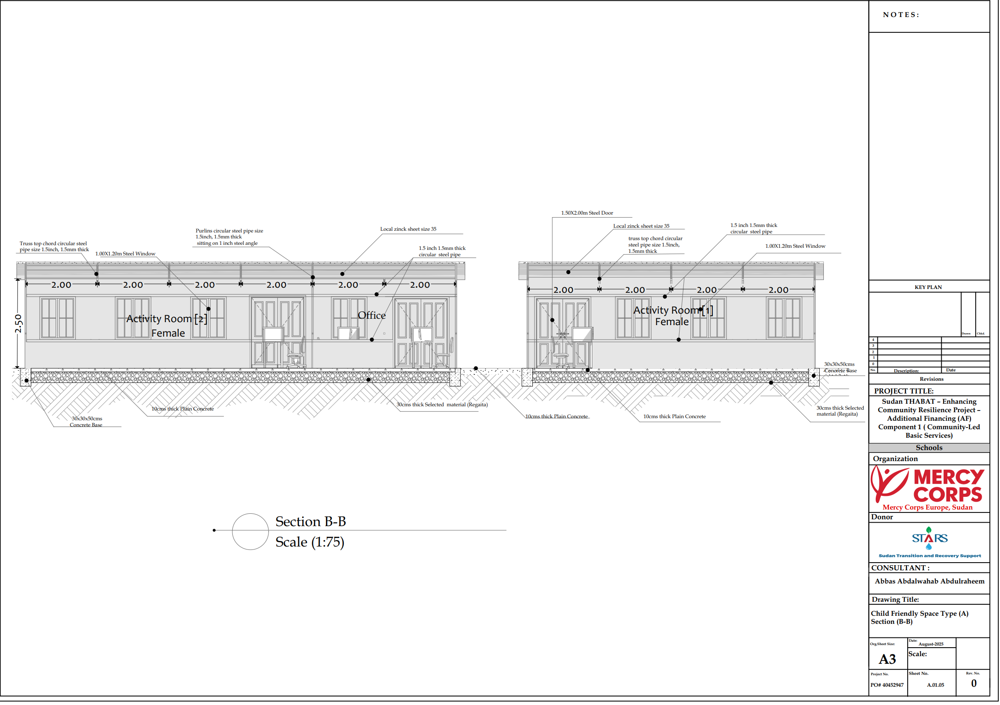 NOTES:
1.50X2.00m Steel Door
Local zinck sheet size 35
1.5 inch 1.5mm thick
circular  steel pipe
truss top chord circular
steel pipe size 1.5inch,
1.5mm thick
1.00X1.20m Steel Window
Purlins circular steel pipe size
1.5inch, 1.5mm thick
sitting on 1 inch steel angle
Local zinck sheet size 35
Truss top chord circular steel
pipe size 1.5inch, 1.5mm thick
1.00X1.20m Steel Window
1.5 inch 1.5mm thick
circular  steel pipe
2.00 2.00 2.00 2.00 2.00 2.00
2.00 2.00 2.00 2.00
2.50
Activity Room [2]
Female
Office
Activity Room [1]
Female
30x30x50cms
Concrete Base
10cms thick Plain Concrete
30x30x50cms
Concrete Base
30cms thick Selected  material (Regaita)
10cms thick Plain Concrete
10cms thick Plain Concrete
30cms thick Selected
material (Regaita)
Section B-B
Scale (1:75)
KEY PLAN
Drawn Chkd.
4
3
2
1
0
No. Description: Date
Revisions
PROJECT TITLE:
Sudan THABAT – Enhancing
Community Resilience Project –
Additional Financing (AF)
Component 1 ( Community-Led
Basic Services)
Schools
Organization
MERCY
CORPS
Mercy Corps Europe, Sudan
Donor
STARS
Sudan Transition and Recovery Support
CONSULTANT :
Abbas Abdalwahab Abdulraheem
Drawing Title:
Child Friendly Space Type (A)
Section (B-B)
Org.Sheet Size:
A3
Date:
August-2025
Scale:
Project No.
PO# 40452947
Sheet No.
A.01.05
Rev. No.
0